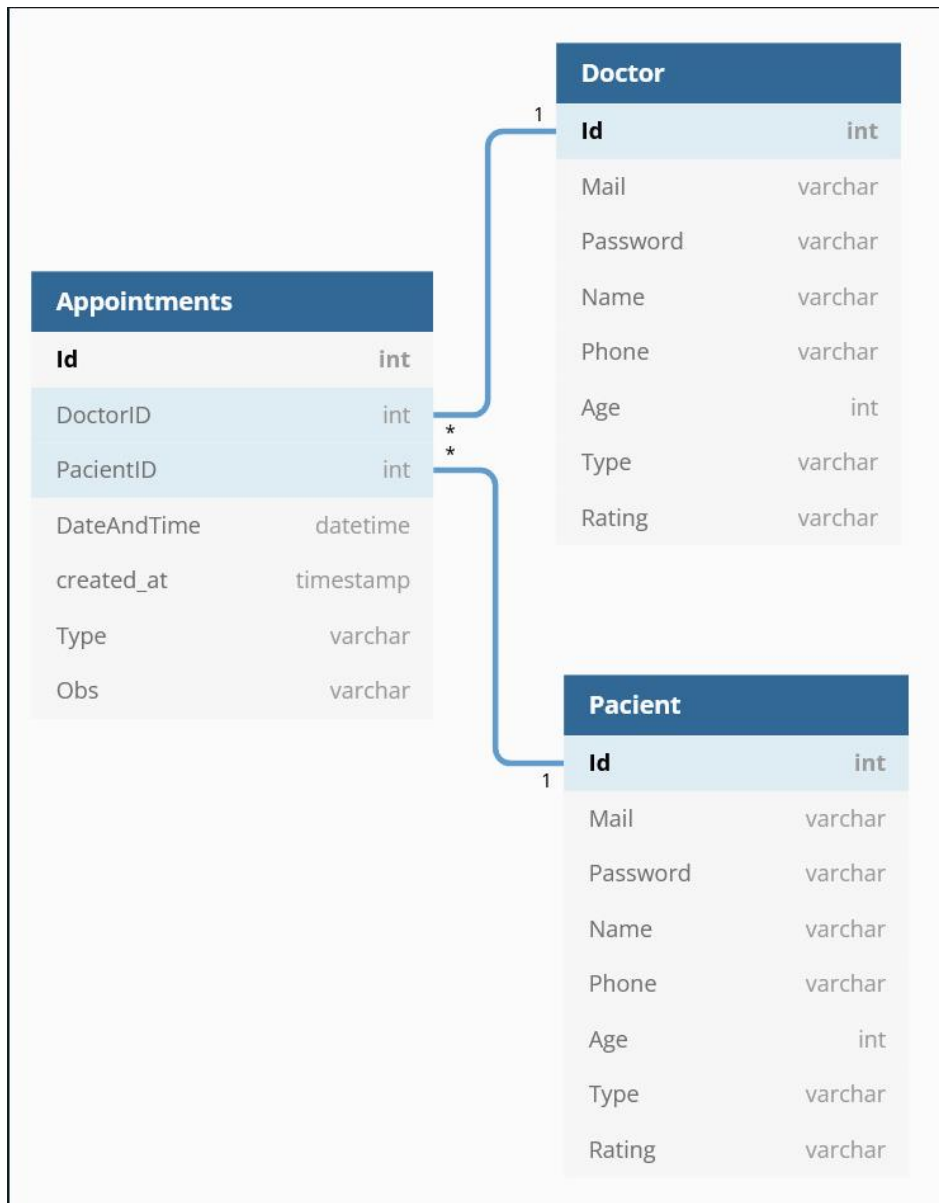 Doctor
1
Id int
Mail varchar
Password varchar
Name varchar
Phone varchar
Age int
Type varchar
Rating varchar
Appointments
Id int
DoctorID int
*
*
PacientID int
DateAndTime datetime
created_at timestamp
Type varchar
Obs varchar
Pacient
1
Id int
Mail varchar
Password varchar
Name varchar
Phone varchar
Age int
Type varchar
Rating varchar